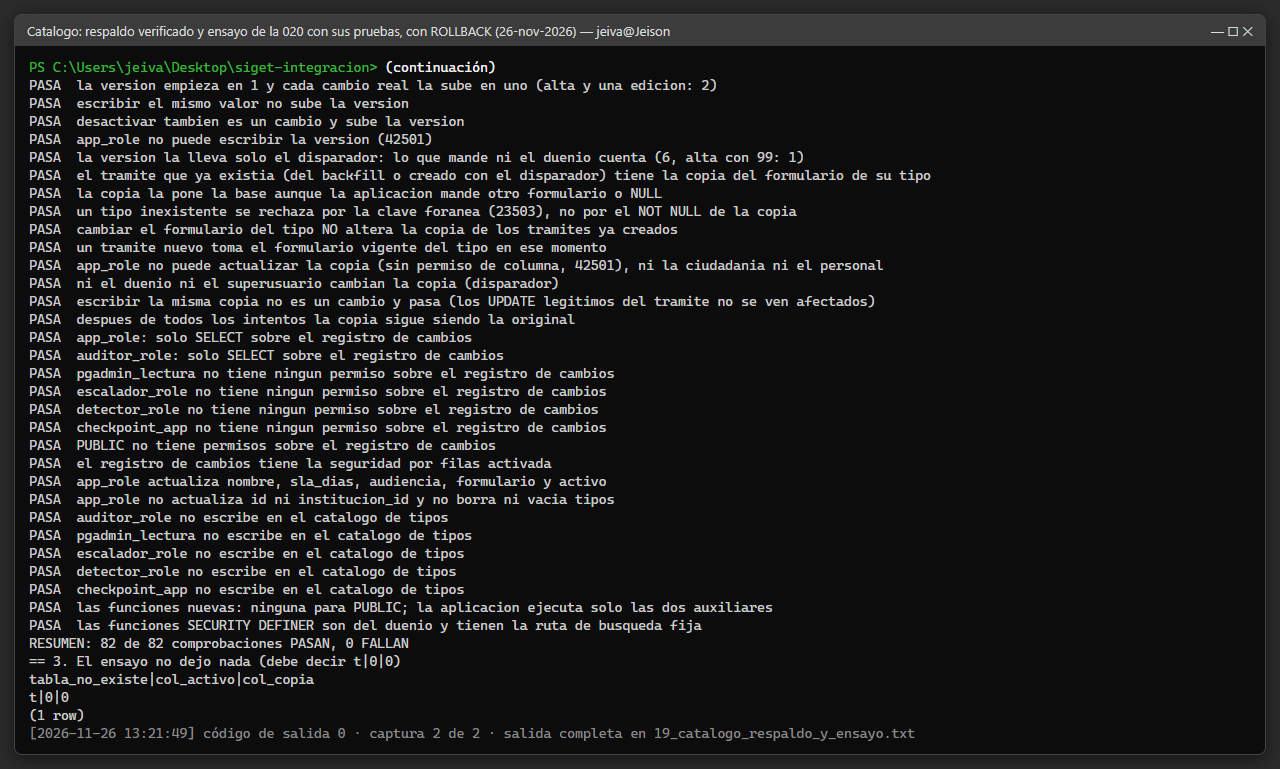 Catalogo: respaldo verificado y ensayo de la 020 con sus pruebas, con ROLLBACK (26-nov-2026) — jeiva@Jeison
PS C:\Users\jeiva\Desktop\siget-integracion> (continuación)
PASA  la version empieza en 1 y cada cambio real la sube en uno (alta y una edicion: 2)
PASA  escribir el mismo valor no sube la version
PASA  desactivar tambien es un cambio y sube la version
PASA  app_role no puede escribir la version (42501)
PASA  la version la lleva solo el disparador: lo que mande ni el duenio cuenta (6, alta con 99: 1)
PASA  el tramite que ya existia (del backfill o creado con el disparador) tiene la copia del formulario de su tipo
PASA  la copia la pone la base aunque la aplicacion mande otro formulario o NULL
PASA  un tipo inexistente se rechaza por la clave foranea (23503), no por el NOT NULL de la copia
PASA  cambiar el formulario del tipo NO altera la copia de los tramites ya creados
PASA  un tramite nuevo toma el formulario vigente del tipo en ese momento
PASA  app_role no puede actualizar la copia (sin permiso de columna, 42501), ni la ciudadania ni el personal
PASA  ni el duenio ni el superusuario cambian la copia (disparador)
PASA  escribir la misma copia no es un cambio y pasa (los UPDATE legitimos del tramite no se ven afectados)
PASA  despues de todos los intentos la copia sigue siendo la original
PASA  app_role: solo SELECT sobre el registro de cambios
PASA  auditor_role: solo SELECT sobre el registro de cambios
PASA  pgadmin_lectura no tiene ningun permiso sobre el registro de cambios
PASA  escalador_role no tiene ningun permiso sobre el registro de cambios
PASA  detector_role no tiene ningun permiso sobre el registro de cambios
PASA  checkpoint_app no tiene ningun permiso sobre el registro de cambios
PASA  PUBLIC no tiene permisos sobre el registro de cambios
PASA  el registro de cambios tiene la seguridad por filas activada
PASA  app_role actualiza nombre, sla_dias, audiencia, formulario y activo
PASA  app_role no actualiza id ni institucion_id y no borra ni vacia tipos
PASA  auditor_role no escribe en el catalogo de tipos
PASA  pgadmin_lectura no escribe en el catalogo de tipos
PASA  escalador_role no escribe en el catalogo de tipos
PASA  detector_role no escribe en el catalogo de tipos
PASA  checkpoint_app no escribe en el catalogo de tipos
PASA  las funciones nuevas: ninguna para PUBLIC; la aplicacion ejecuta solo las dos auxiliares
PASA  las funciones SECURITY DEFINER son del duenio y tienen la ruta de busqueda fija
RESUMEN: 82 de 82 comprobaciones PASAN, 0 FALLAN
== 3. El ensayo no dejo nada (debe decir t|0|0)
tabla_no_existe|col_activo|col_copia
t|0|0
(1 row)
[2026-11-26 13:21:49] código de salida 0 · captura 2 de 2 · salida completa en 19_catalogo_respaldo_y_ensayo.txt